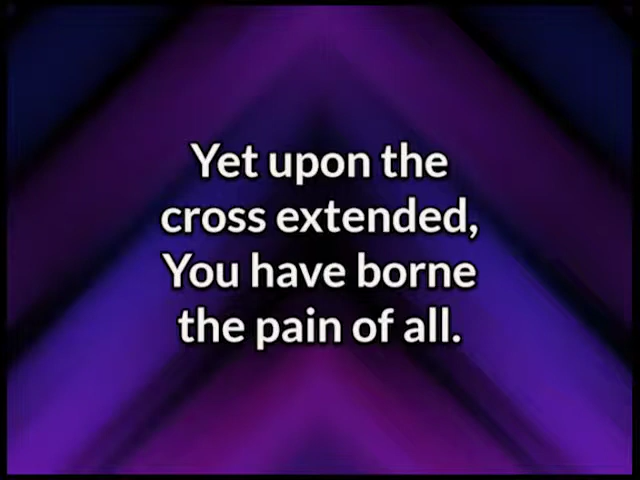 Yet upon the
cross extended,
You have borne
the pain of all.